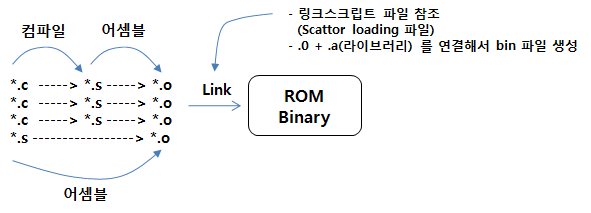 - 링크스크립트 파일 참조
(Scattor loading 파일)
- .0 + .a(라이브러리) 를 연결해서 bin 파일 생성
컴파일 어셈블
*.c -----> *.s -----> *.o
*.c -----> *.s -----> *.o
*.c -----> *.s -----> *.o
*.s ------------------> *.o
Link
ROM
Binary
어셈블